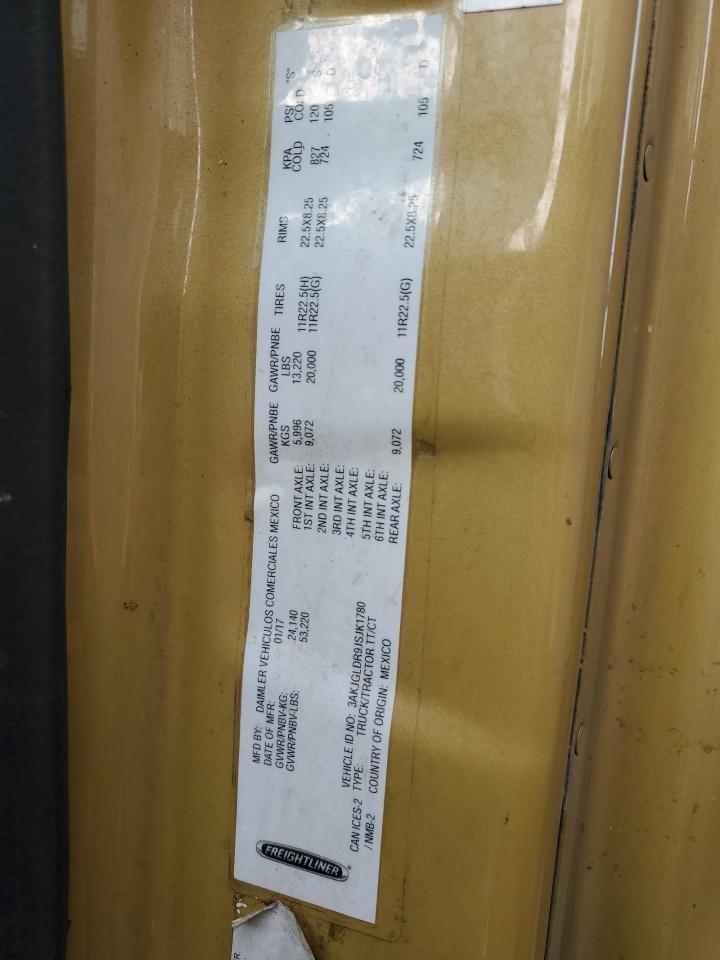 FREIGHTLINER
MFD BY: DAIMLER VEHICULOS COMERCIALES MEXICO
DATE OF MFR: 01/17
GVWR/PNBV-KG: 24,140
GVWR/PNBV-LBS: 53,220
VEHICLE ID NO: 3AKJGLDR9JSJK1780
CAN ICES-2 TYPE: TRUCK/TRACTOR TT/CT
/ NMB-2 COUNTRY OF ORIGIN: MEXICO
GAWR/PNBE GAWR/PNBE TIRES RIMS KPA PSI "S"
KGS LBS COLD COLD S
FRONT AXLE: 5,996 13,220 11R22.5(H) 22.5X8.25 827 120 S
1ST INT AXLE: 9,072 20,000 11R22.5(G) 22.5X8.25 724 105 D
2ND INT AXLE:
3RD INT AXLE:
4TH INT AXLE:
5TH INT AXLE:
6TH INT AXLE:
REAR AXLE: 9,072 20,000 11R22.5(G) 22.5X8.25 724 105 D